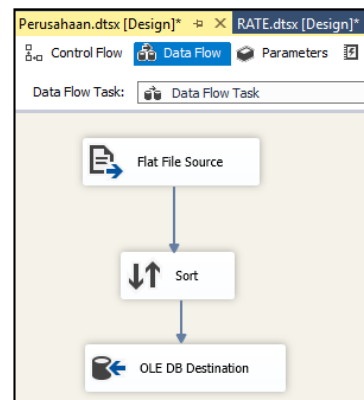 Perusahaan.dtsx [Design]* RATE.dtsx [Design]*
Control Flow Data Flow Parameters
Data Flow Task: Data Flow Task
Flat File Source
Sort
OLE DB Destination